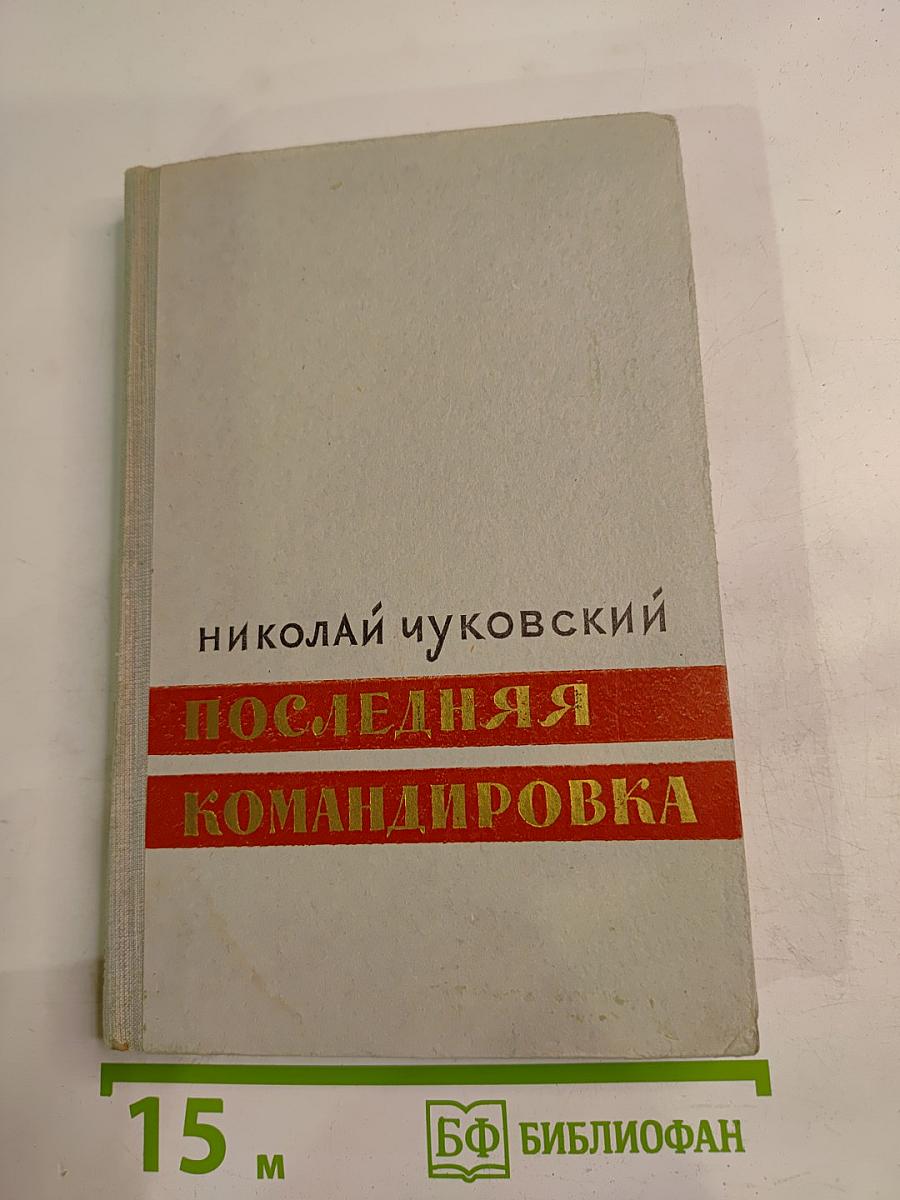 НИКОЛАЙ ЧУКОВСКИЙ
ПОСЛЕДНЯЯ
КОМАНДИРОВКА
15 м
БФ БИБЛИОФАН